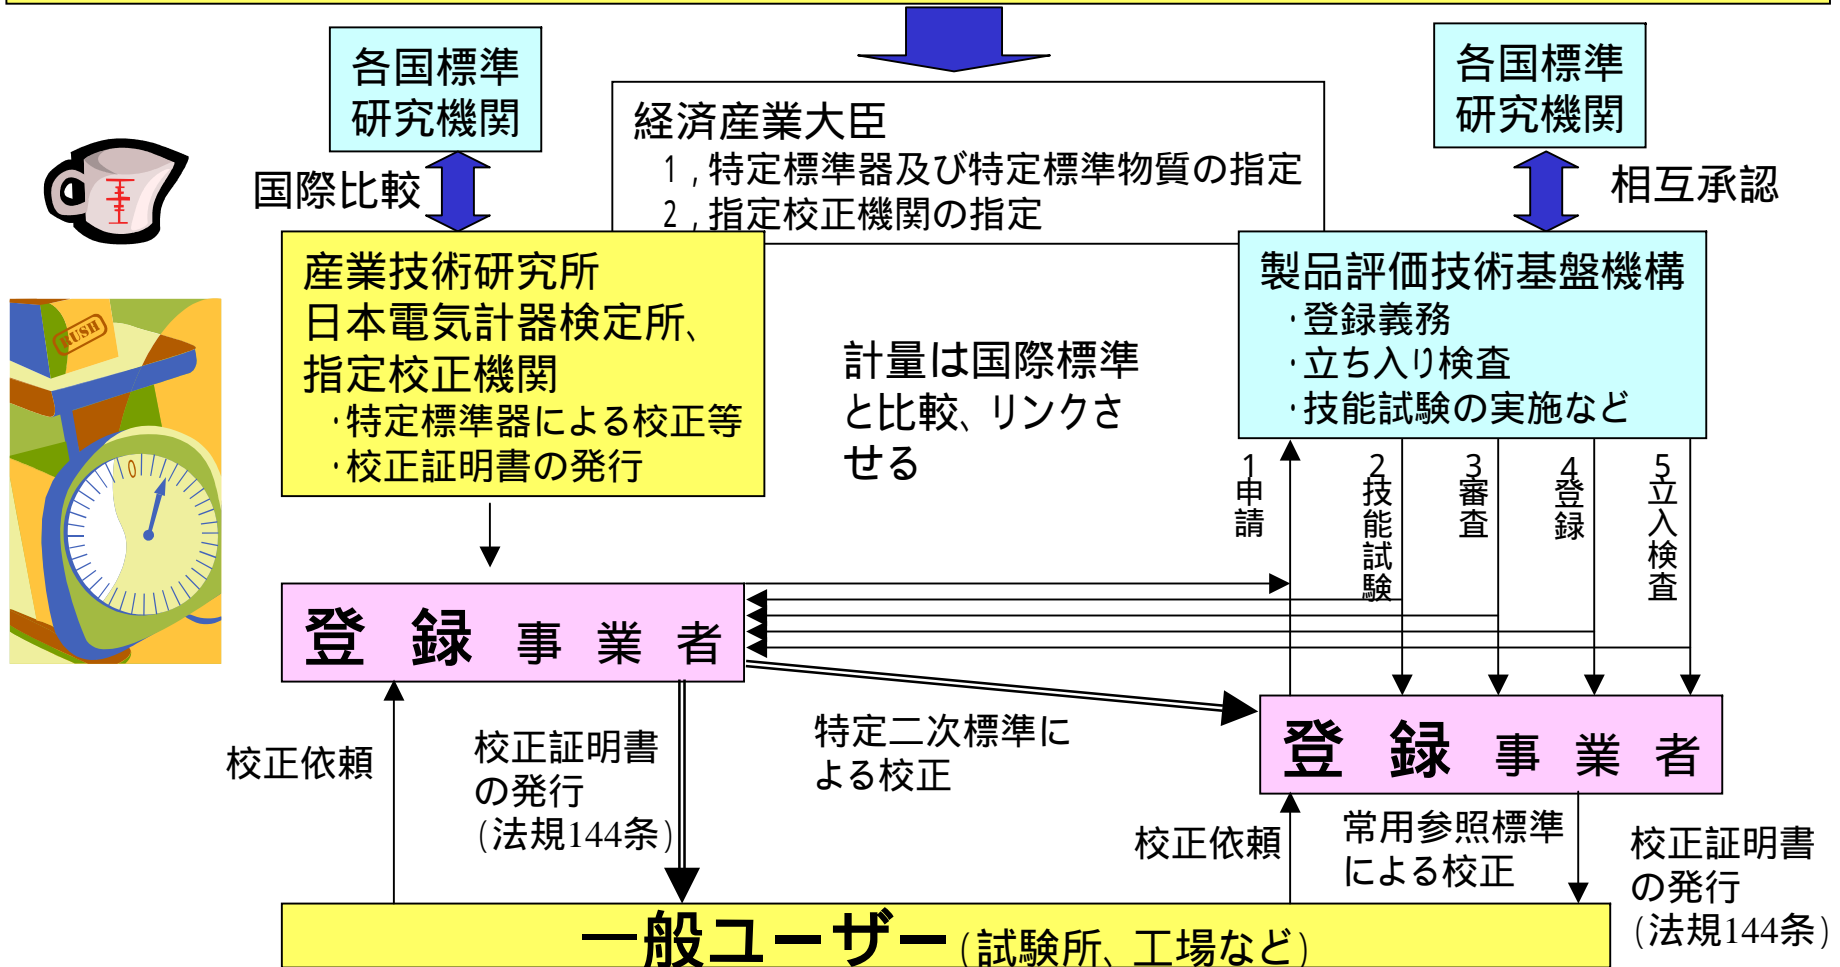 各国標準
研究機関
各国標準
研究機関
経済産業大臣
1,特定標準器及び特定標準物質の指定
2,指定校正機関の指定
国際比較
相互承認
産業技術研究所
日本電気計器検定所、
指定校正機関
・特定標準器による校正等
・校正証明書の発行
計量は国際標準
と比較、リンクさ
せる
製品評価技術基盤機構
・登録義務
・立ち入り検査
・技能試験の実施など
RUSH
0
1申請
2技能試験
3審査
4登録
5立入検査
登録事業者
登録事業者
校正依頼
校正証明書
の発行
(法規144条)
特定二次標準に
よる校正
校正依頼
常用参照標準
による校正
校正証明書
の発行
(法規144条)
一般ユーザー(試験所、工場など)